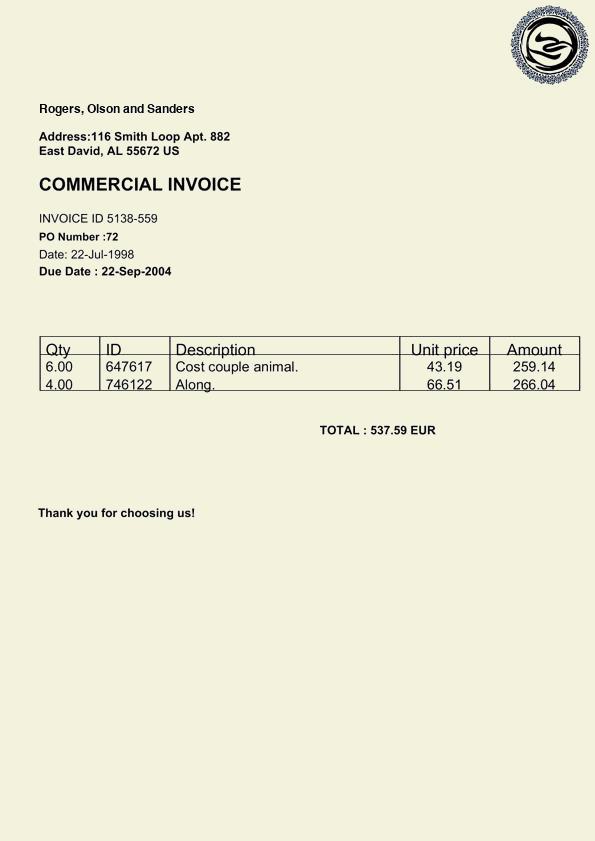 Rogers, Olson and Sanders
Address:116 Smith Loop Apt. 882
East David, AL 55672 US
COMMERCIAL INVOICE
INVOICE ID 5138-559
PO Number :72
Date: 22-Jul-1998
Due Date : 22-Sep-2004
Qty ID Description Unit price Amount
6.00 647617 Cost couple animal. 43.19 259.14
4.00 746122 Along. 66.51 266.04
TOTAL : 537.59 EUR
Thank you for choosing us!